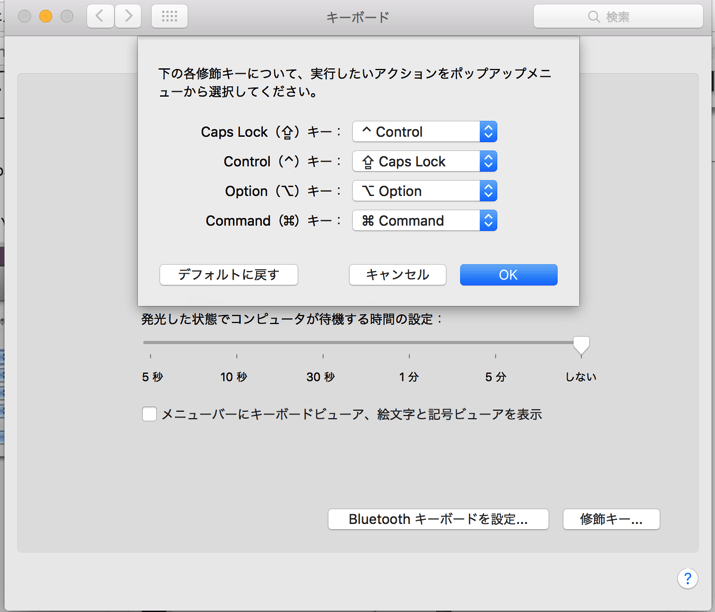 キーボード
検索
下の各修飾キーについて、実行したいアクションをポップアップメニ
ューから選択してください。
Caps Lock（⇪）キー： ^ Control
Control（^）キー： ⇪ Caps Lock
Option（⌥）キー： ⌥ Option
Command（⌘）キー： ⌘ Command
デフォルトに戻す キャンセル OK
発光した状態でコンピュータが待機する時間の設定：
5 秒 10 秒 30 秒 1 分 5 分 しない
メニューバーにキーボードビューア、絵文字と記号ビューアを表示
Bluetooth キーボードを設定... 修飾キー...
?